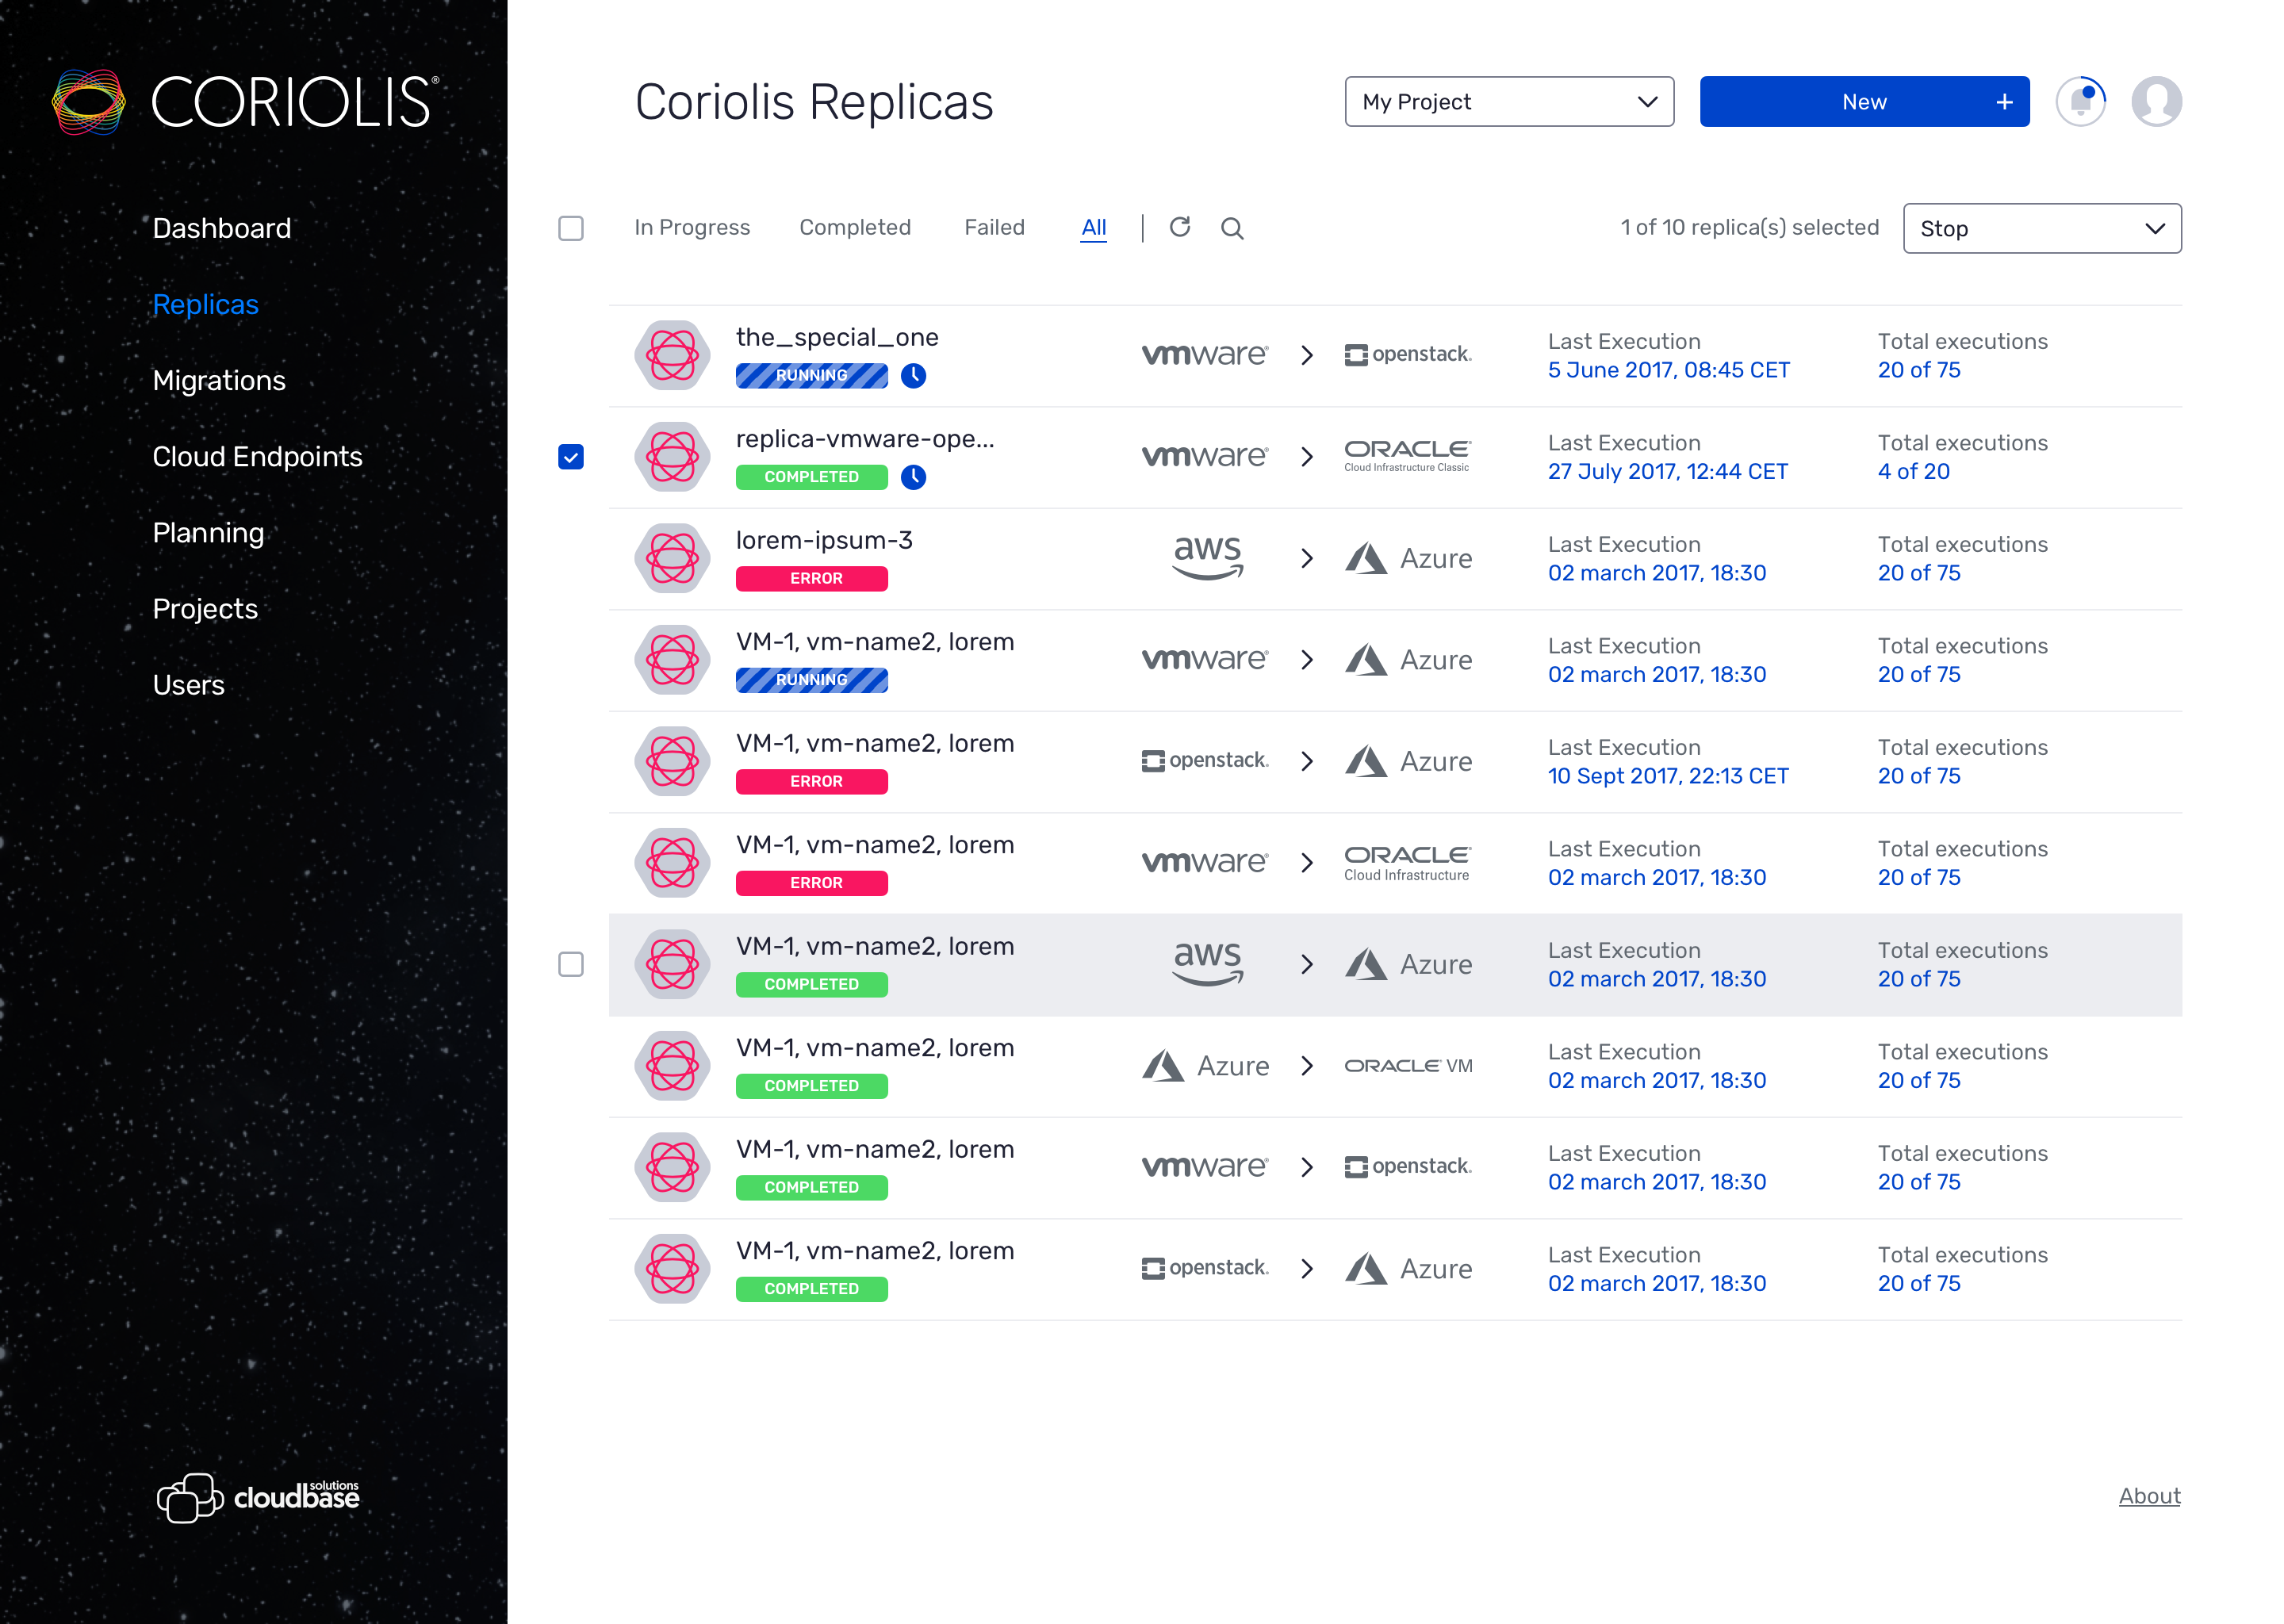 CORIOLIS®
Dashboard
Replicas
Migrations
Cloud Endpoints
Planning
Projects
Users
cloudbase solutions
Coriolis Replicas
My Project
New +
In Progress Completed Failed All
1 of 10 replica(s) selected
Stop
the_special_one
RUNNING
vmware® > openstack.
Last Execution
5 June 2017, 08:45 CET
Total executions
20 of 75
replica-vmware-ope...
COMPLETED
vmware® > ORACLE®
Cloud Infrastructure Classic
Last Execution
27 July 2017, 12:44 CET
Total executions
4 of 20
lorem-ipsum-3
ERROR
aws > Azure
Last Execution
02 march 2017, 18:30
Total executions
20 of 75
VM-1, vm-name2, lorem
RUNNING
vmware® > Azure
Last Execution
02 march 2017, 18:30
Total executions
20 of 75
VM-1, vm-name2, lorem
ERROR
openstack. > Azure
Last Execution
10 Sept 2017, 22:13 CET
Total executions
20 of 75
VM-1, vm-name2, lorem
ERROR
vmware® > ORACLE®
Cloud Infrastructure
Last Execution
02 march 2017, 18:30
Total executions
20 of 75
VM-1, vm-name2, lorem
COMPLETED
aws > Azure
Last Execution
02 march 2017, 18:30
Total executions
20 of 75
VM-1, vm-name2, lorem
COMPLETED
Azure > ORACLE® VM
Last Execution
02 march 2017, 18:30
Total executions
20 of 75
VM-1, vm-name2, lorem
COMPLETED
vmware® > openstack.
Last Execution
02 march 2017, 18:30
Total executions
20 of 75
VM-1, vm-name2, lorem
COMPLETED
openstack. > Azure
Last Execution
02 march 2017, 18:30
Total executions
20 of 75
About